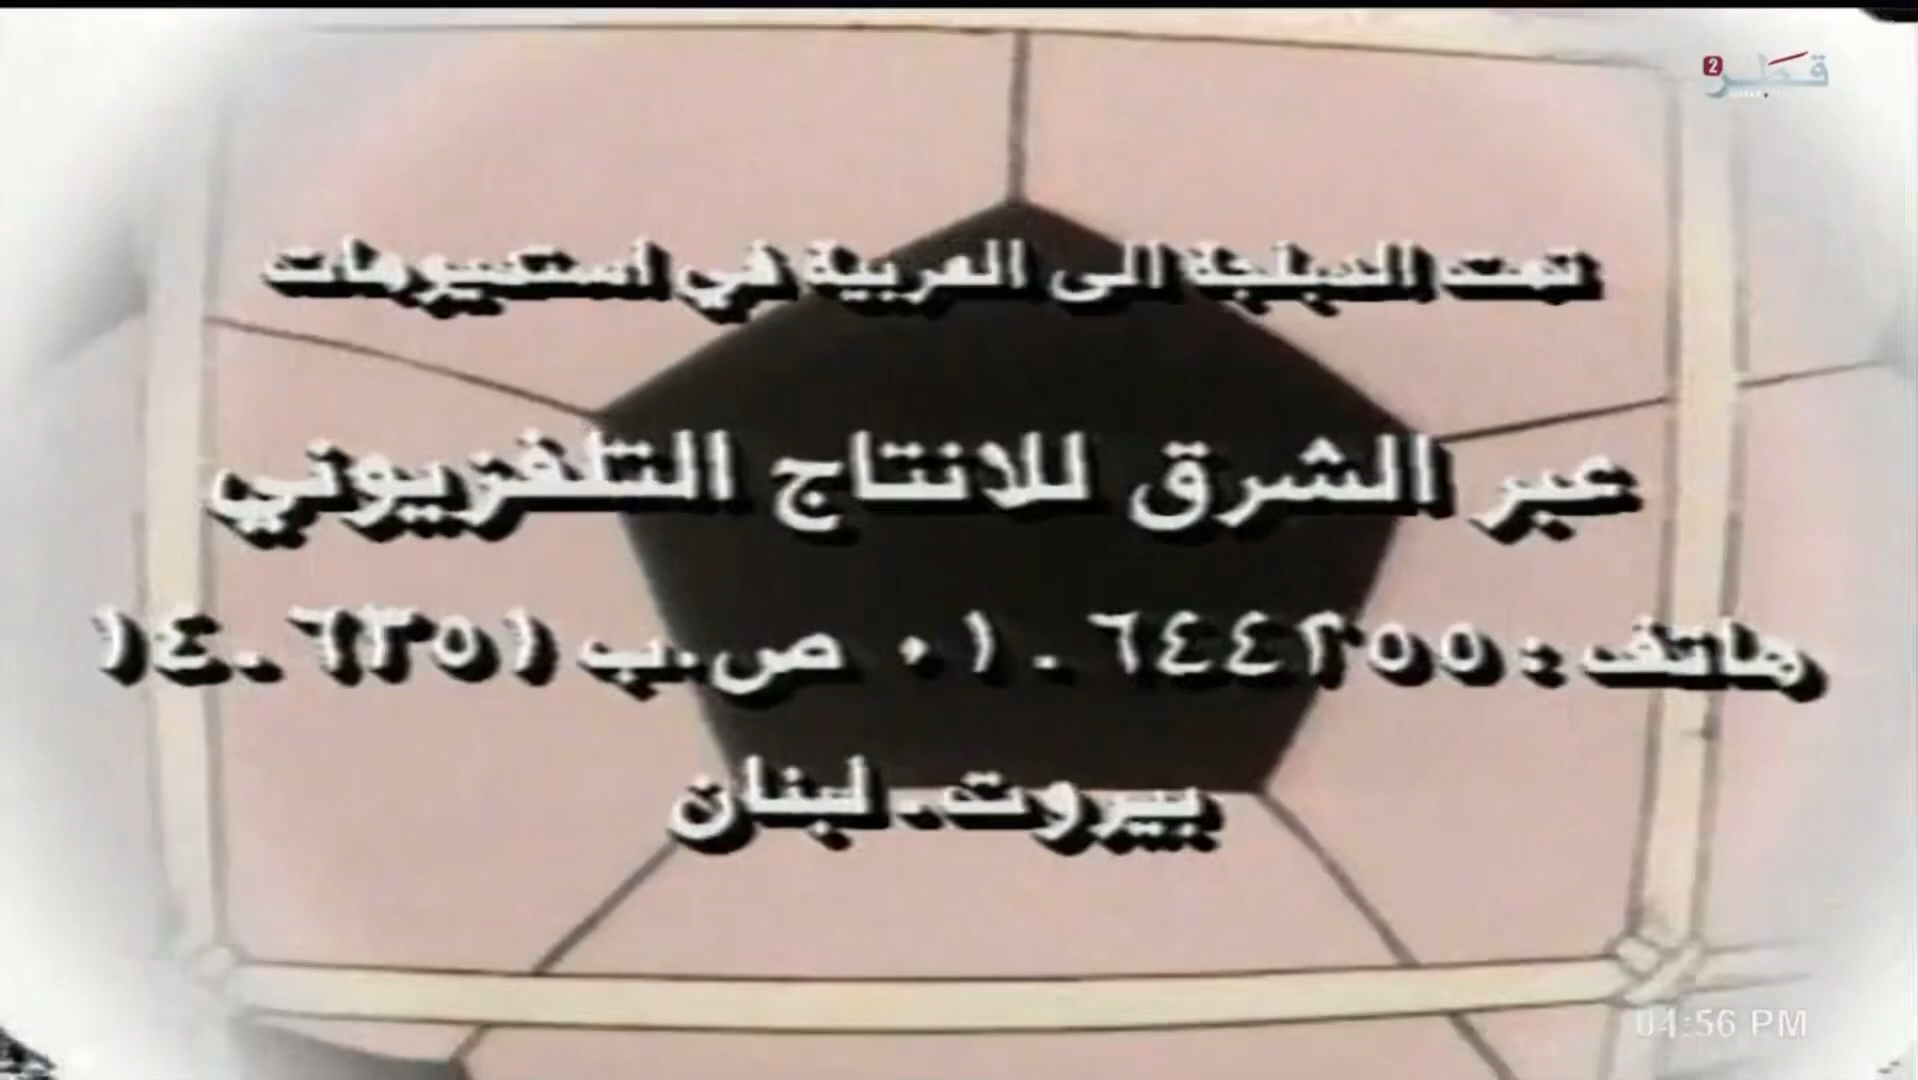 قطر 2
تمت الدبلجة الى العربية في استديوهات
عبر الشرق للانتاج التلفزيوني
هاتف : ٦٤٤٢٥٥ - ٠١ ص.ب ٦٣٥١ - ١٤
بيروت - لبنان
04:56 PM